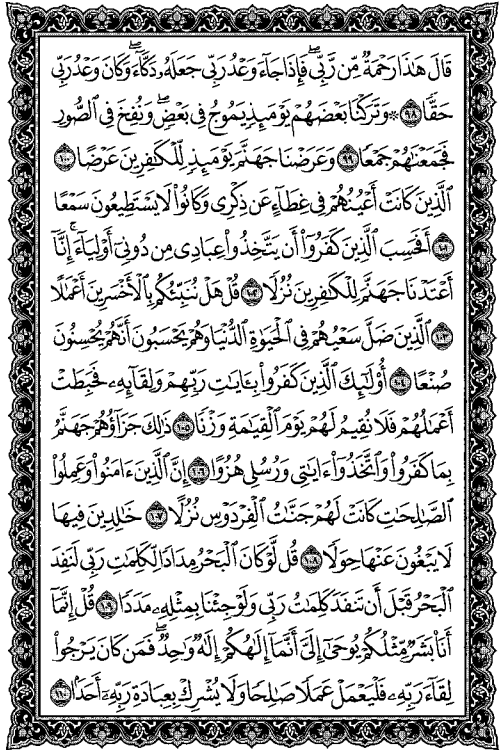 قَالَ هَٰذَا رَحْمَةٌ مِّن رَّبِّي ۖ فَإِذَا جَاءَ وَعْدُ رَبِّي جَعَلَهُ دَكَّاءَ ۖ وَكَانَ وَعْدُ رَبِّي
حَقًّا ٩٨ ۞ وَتَرَكْنَا بَعْضَهُمْ يَوْمَئِذٍ يَمُوجُ فِي بَعْضٍ ۖ وَنُفِخَ فِي الصُّورِ
فَجَمَعْنَاهُمْ جَمْعًا ٩٩ وَعَرَضْنَا جَهَنَّمَ يَوْمَئِذٍ لِّلْكَافِرِينَ عَرْضًا ١٠٠
الَّذِينَ كَانَتْ أَعْيُنُهُمْ فِي غِطَاءٍ عَن ذِكْرِي وَكَانُوا لَا يَسْتَطِيعُونَ سَمْعًا
١٠١ أَفَحَسِبَ الَّذِينَ كَفَرُوا أَن يَتَّخِذُوا عِبَادِي مِن دُونِي أَوْلِيَاءَ ۚ إِنَّا
أَعْتَدْنَا جَهَنَّمَ لِلْكَافِرِينَ نُزُلًا ١٠٢ قُلْ هَلْ نُنَبِّئُكُم بِالْأَخْسَرِينَ أَعْمَالًا
١٠٣ الَّذِينَ ضَلَّ سَعْيُهُمْ فِي الْحَيَاةِ الدُّنْيَا وَهُمْ يَحْسَبُونَ أَنَّهُمْ يُحْسِنُونَ
صُنْعًا ١٠٤ أُولَٰئِكَ الَّذِينَ كَفَرُوا بِآيَاتِ رَبِّهِمْ وَلِقَائِهِ فَحَبِطَتْ
أَعْمَالُهُمْ فَلَا نُقِيمُ لَهُمْ يَوْمَ الْقِيَامَةِ وَزْنًا ١٠٥ ذَٰلِكَ جَزَاؤُهُمْ جَهَنَّمُ
بِمَا كَفَرُوا وَاتَّخَذُوا آيَاتِي وَرُسُلِي هُزُوًا ١٠٦ إِنَّ الَّذِينَ آمَنُوا وَعَمِلُوا
الصَّالِحَاتِ كَانَتْ لَهُمْ جَنَّاتُ الْفِرْدَوْسِ نُزُلًا ١٠٧ خَالِدِينَ فِيهَا
لَا يَبْغُونَ عَنْهَا حِوَلًا ١٠٨ قُل لَّوْ كَانَ الْبَحْرُ مِدَادًا لِّكَلِمَاتِ رَبِّي لَنَفِدَ
الْبَحْرُ قَبْلَ أَن تَنفَدَ كَلِمَاتُ رَبِّي وَلَوْ جِئْنَا بِمِثْلِهِ مَدَدًا ١٠٩ قُلْ إِنَّمَا
أَنَا بَشَرٌ مِّثْلُكُمْ يُوحَىٰ إِلَيَّ أَنَّمَا إِلَٰهُكُمْ إِلَٰهٌ وَاحِدٌ ۖ فَمَن كَانَ يَرْجُوا
لِقَاءَ رَبِّهِ فَلْيَعْمَلْ عَمَلًا صَالِحًا وَلَا يُشْرِكْ بِعِبَادَةِ رَبِّهِ أَحَدًا ١١٠